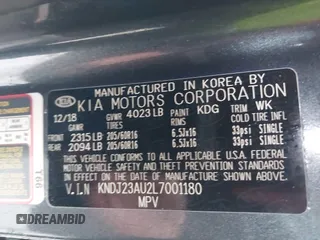 MANUFACTURED IN KOREA BY
KIA KIA MOTORS CORPORATION
12/18 GVWR 4023 LB PAINT KDG TRIM WK
GAWR TIRES RIMS COLD TIRE INFL
FRONT 2315 LB 205/60R16 6.5JX16 33psi SINGLE
REAR 2094 LB 205/60R16 6.5JX16 33psi SINGLE
THIS VEHICLE CONFORMS TO ALL APPLICABLE FEDERAL
MOTOR VEHICLE SAFETY, BUMPER, AND THEFT PREVENTION
STANDARDS IN EFFECT ON THE DATE OF MANUFACTURE SHOWN ABOVE.
V.I.N KNDJ23AU2L7001180
MPV
Y66
DREAMBID